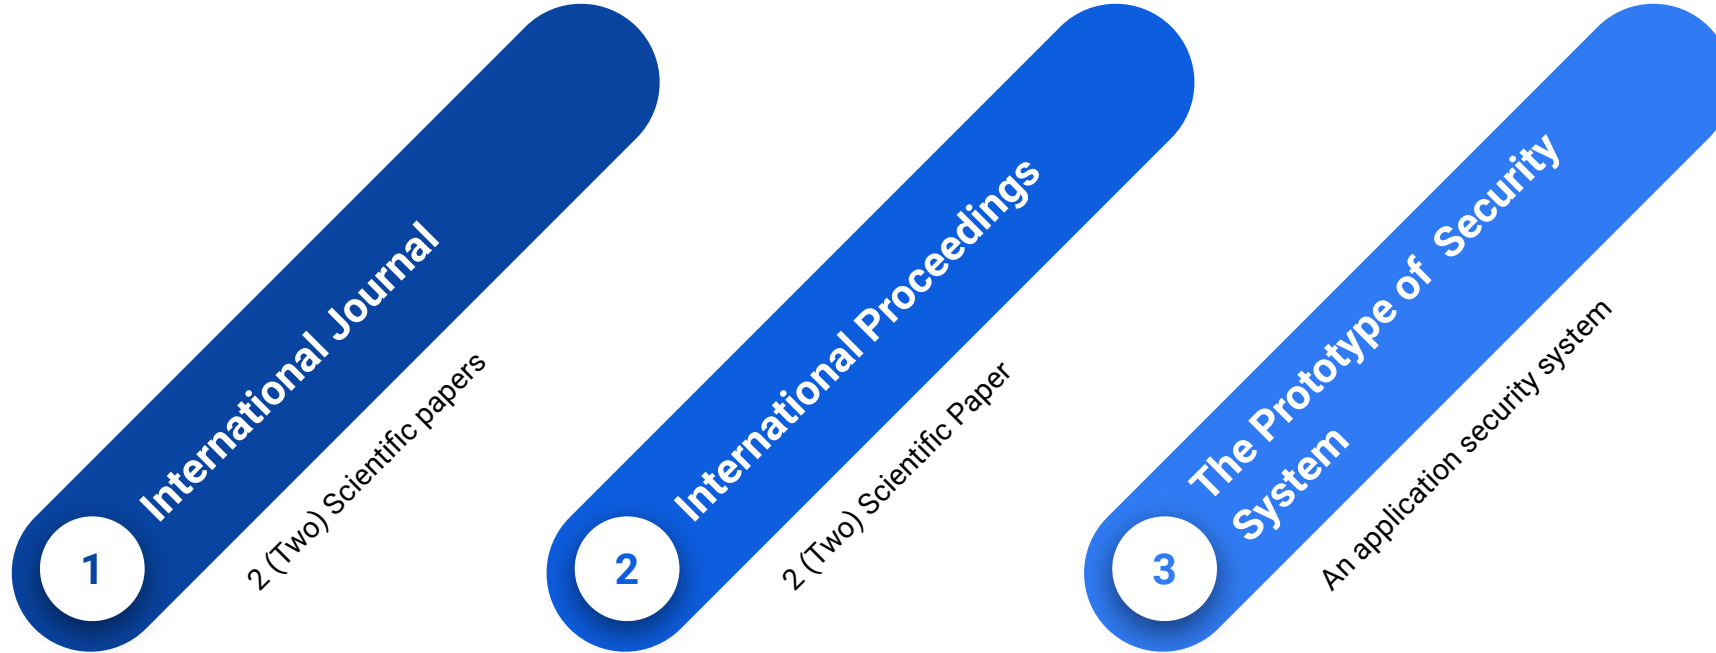 1
International Journal
2 (Two) Scientific papers
2
International Proceedings
2 (Two) Scientific Paper
3
The Prototype of  Security
System
An application security system